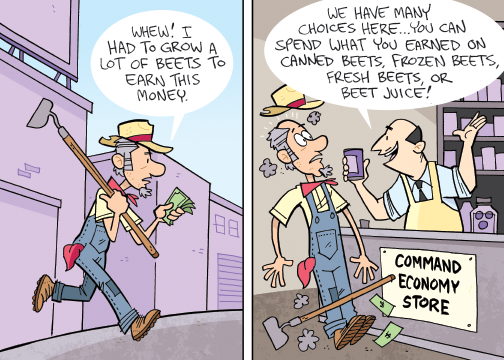 WHEW! I
HAD TO GROW A
LOT OF BEETS TO
EARN THIS
MONEY.
WE HAVE MANY
CHOICES HERE...YOU CAN
SPEND WHAT YOU EARNED ON
CANNED BEETS, FROZEN BEETS,
FRESH BEETS, OR
BEET JUICE!
COMMAND
ECONOMY
STORE
$
$